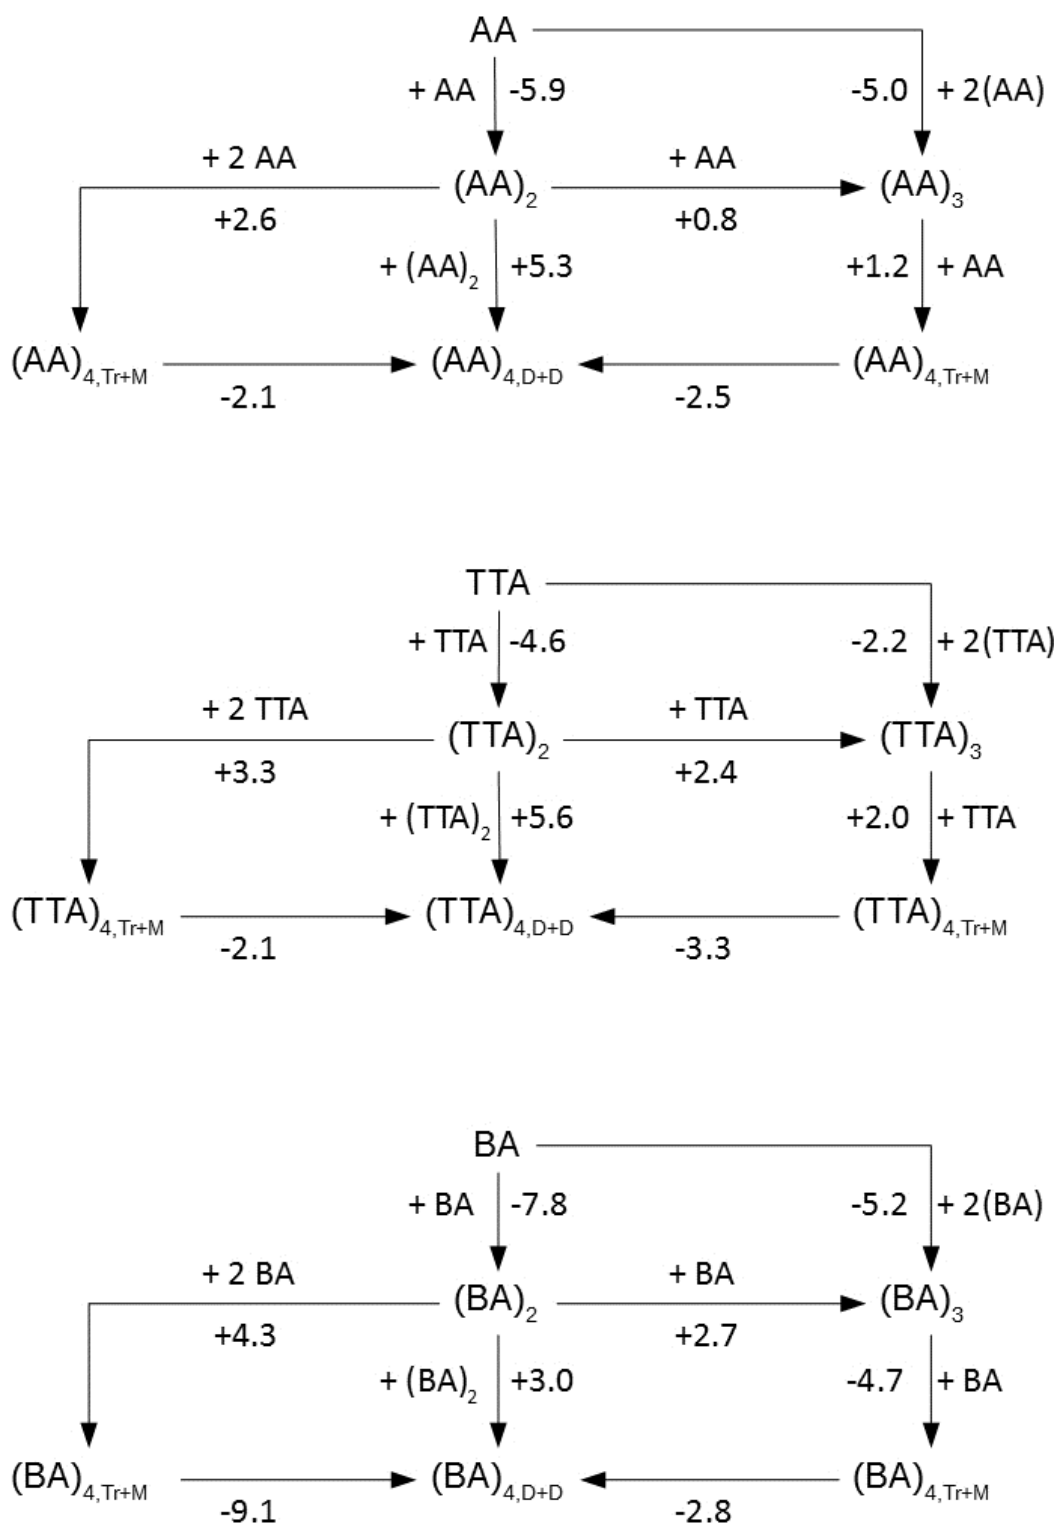 AA
+ AA -5.9 -5.0 + 2(AA)
+ 2 AA + AA
(AA)2 (AA)3
+2.6 +0.8
+ (AA)2 +5.3 +1.2 + AA
(AA)4,Tr+M (AA)4,D+D (AA)4,Tr+M
-2.1 -2.5
TTA
+ TTA -4.6 -2.2 + 2(TTA)
+ 2 TTA + TTA
(TTA)2 (TTA)3
+3.3 +2.4
+ (TTA)2 +5.6 +2.0 + TTA
(TTA)4,Tr+M (TTA)4,D+D (TTA)4,Tr+M
-2.1 -3.3
BA
+ BA -7.8 -5.2 + 2(BA)
+ 2 BA + BA
(BA)2 (BA)3
+4.3 +2.7
+ (BA)2 +3.0 -4.7 + BA
(BA)4,Tr+M (BA)4,D+D (BA)4,Tr+M
-9.1 -2.8